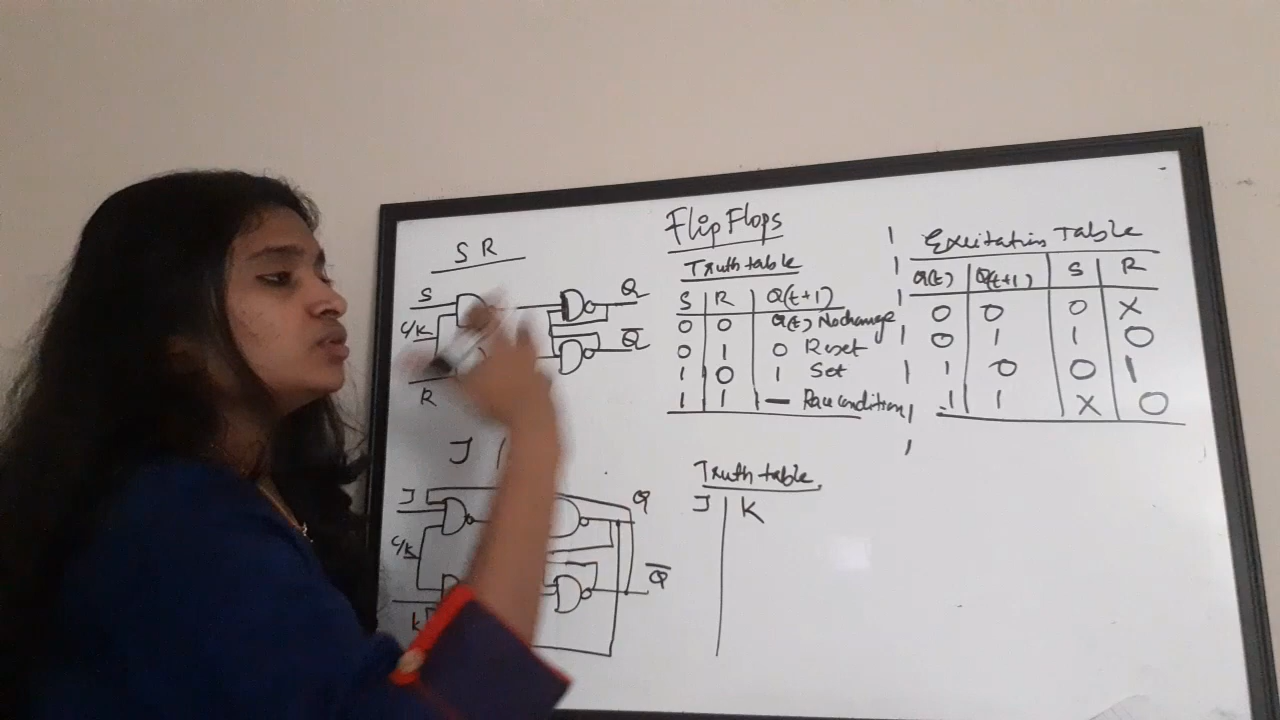 Flip Flops
S R
S
C/K
R
Q
Q̅
Truth table
S R Q(t+1)
0 0 Q(t) No change
0 1 0 Reset
1 0 1 Set
1 1 — Race condition
Excitation Table
Q(t) Q(t+1) S R
0 0 0 X
0 1 1 0
1 0 0 1
1 1 X 0
J
J
C/K
K
Q
Q̅
Truth table
J K